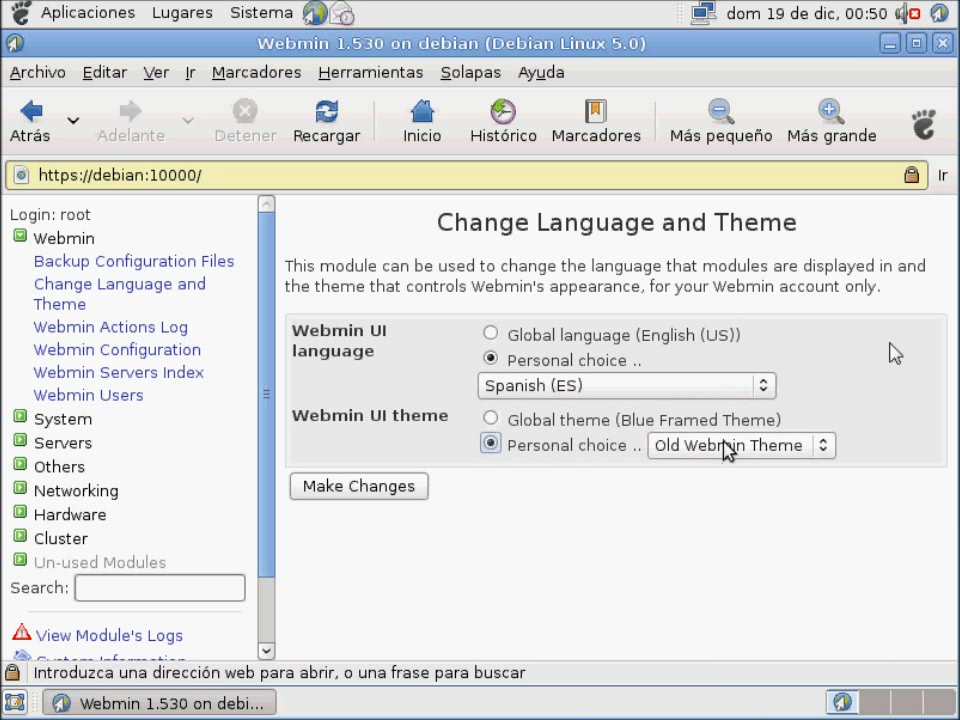 Aplicaciones Lugares Sistema dom 19 de dic, 00:50
Webmin 1.530 on debian (Debian Linux 5.0)
Archivo Editar Ver Ir Marcadores Herramientas Solapas Ayuda
Atrás Adelante Detener Recargar Inicio Histórico Marcadores Más pequeño Más grande
https://debian:10000/ Ir
Login: root
Webmin
Backup Configuration Files
Change Language and
Theme
Webmin Actions Log
Webmin Configuration
Webmin Servers Index
Webmin Users
System
Servers
Others
Networking
Hardware
Cluster
Un-used Modules
Search:
View Module's Logs
System Information
Change Language and Theme
This module can be used to change the language that modules are displayed in and
the theme that controls Webmin's appearance, for your Webmin account only.
Webmin UI
language
Global language (English (US))
Personal choice ..
Spanish (ES)
Webmin UI theme
Global theme (Blue Framed Theme)
Personal choice .. Old Webmin Theme
Make Changes
Introduzca una dirección web para abrir, o una frase para buscar
Webmin 1.530 on debi...